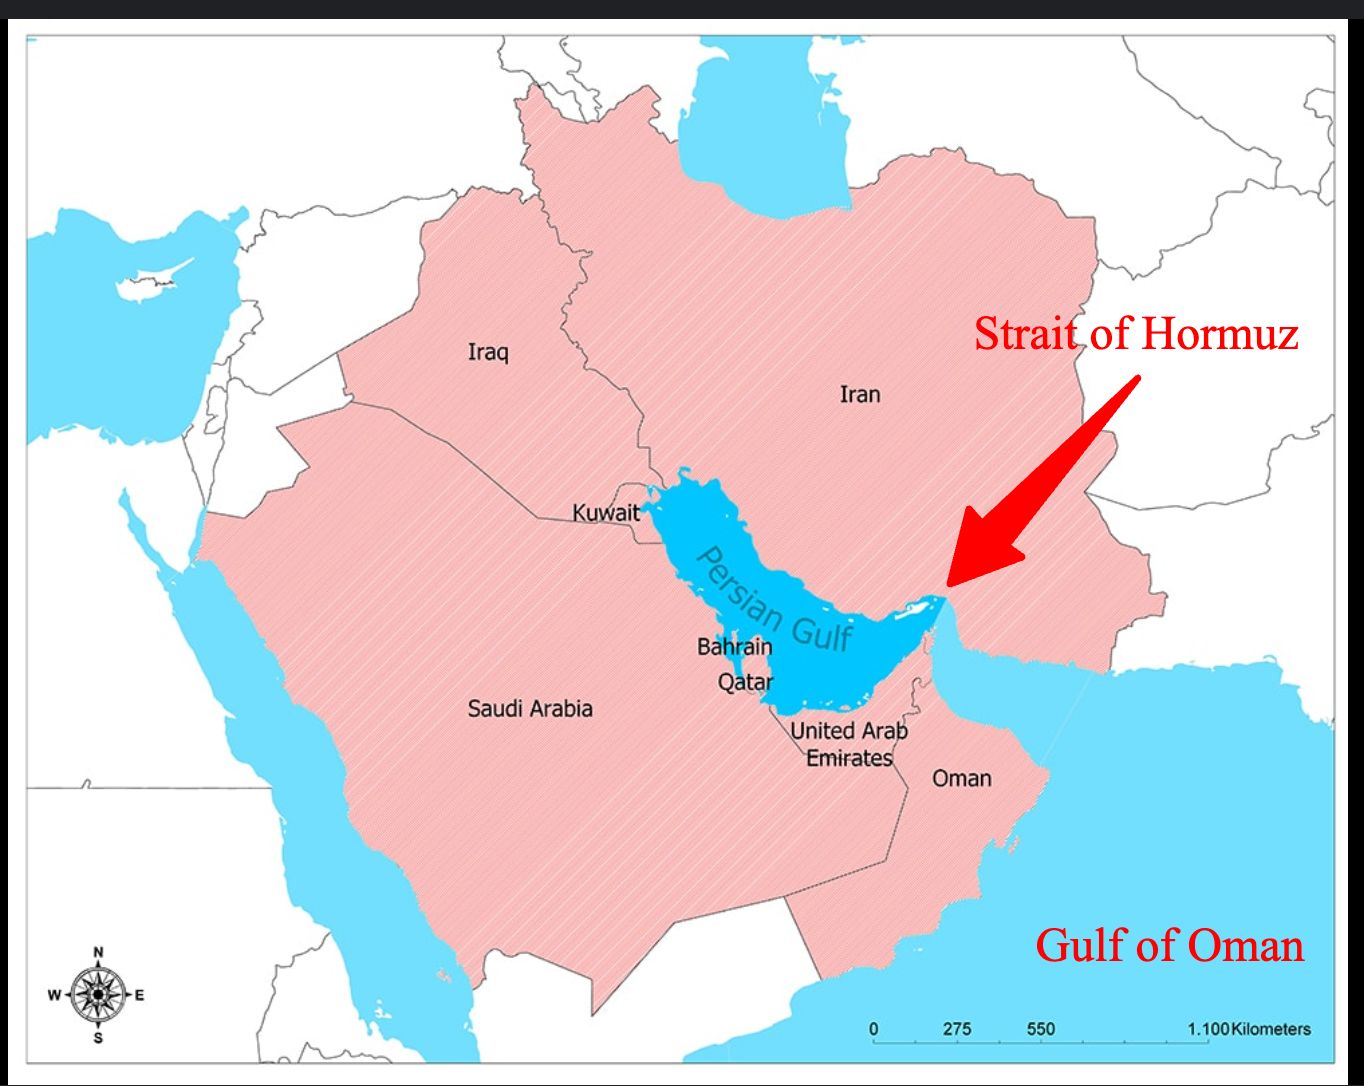 Strait of Hormuz
Iraq
Iran
Kuwait
Persian Gulf
Bahrain
Qatar
Saudi Arabia
United Arab
Emirates
Oman
Gulf of Oman
N
W E
S
0 275 550 1.100 Kilometers